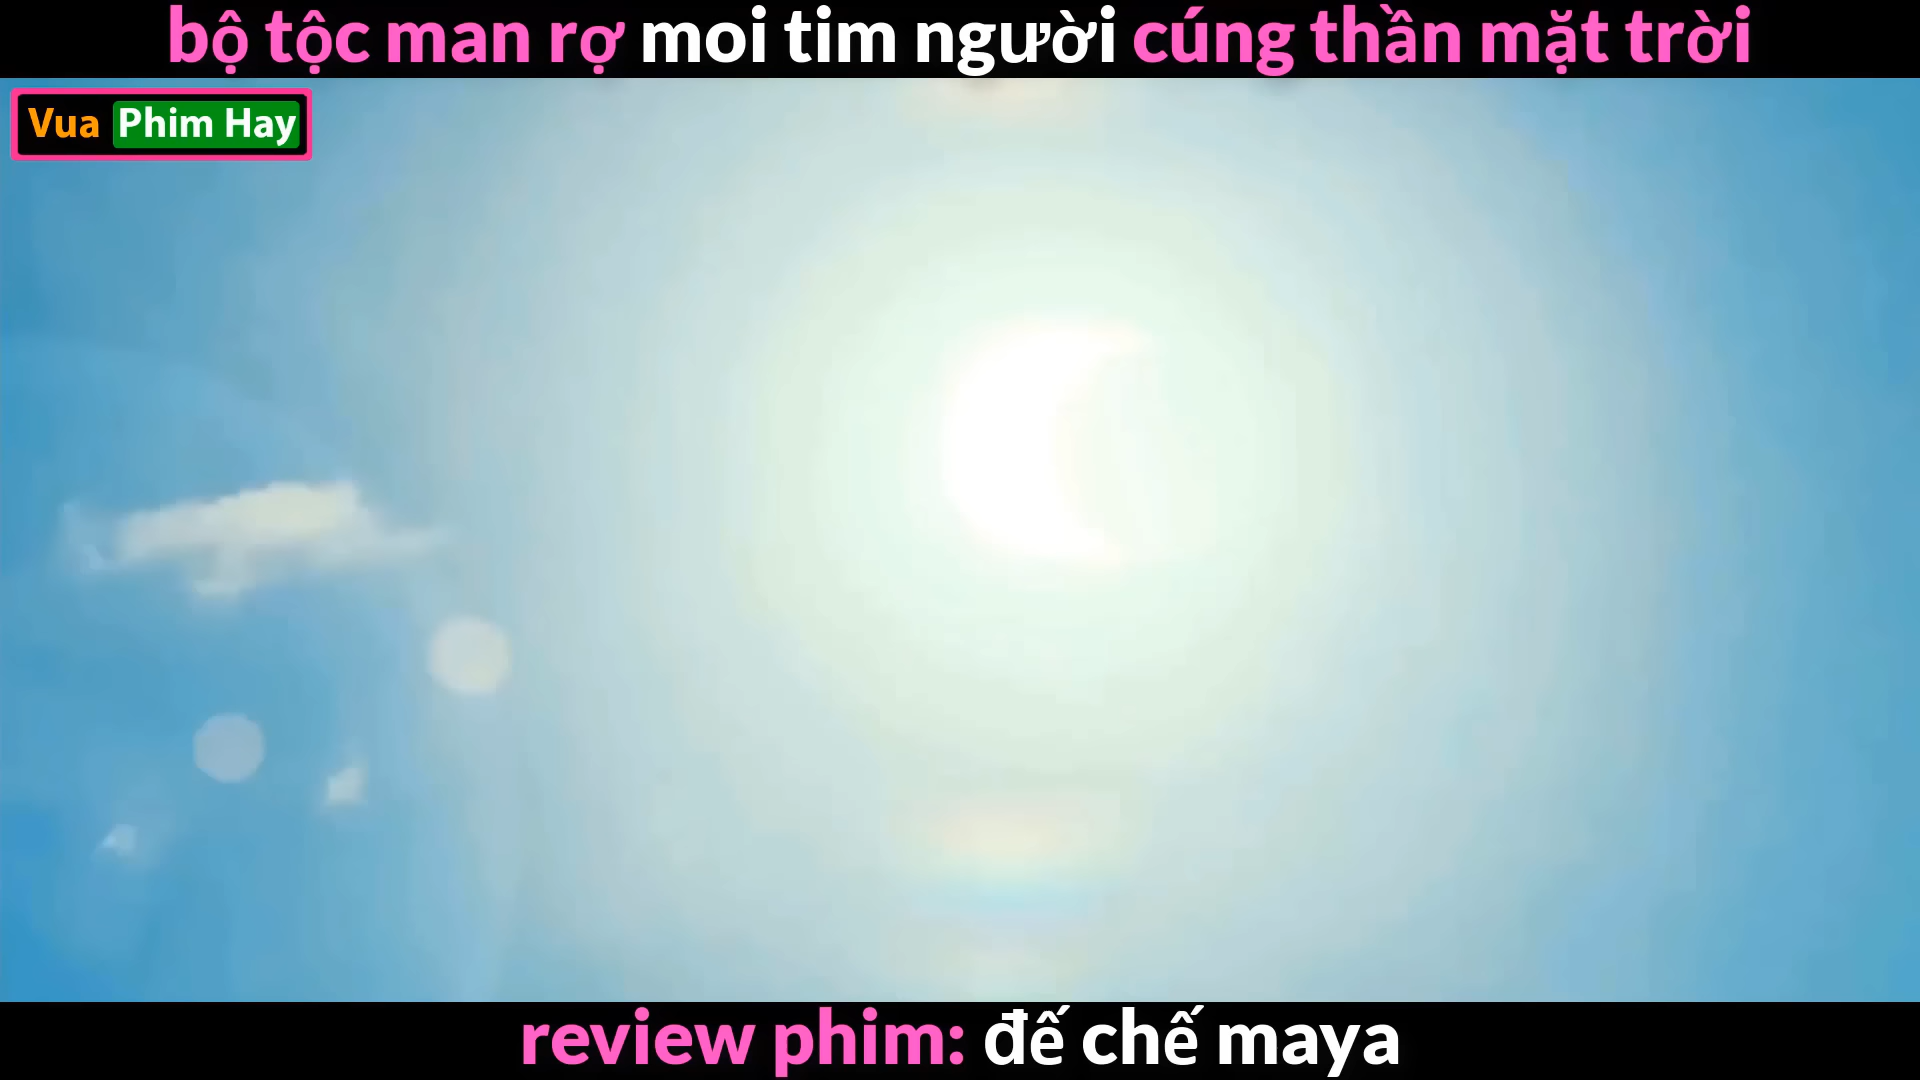 bộ tộc man rợ moi tim người cúng thần mặt trời
Vua Phim Hay
review phim: đế chế maya